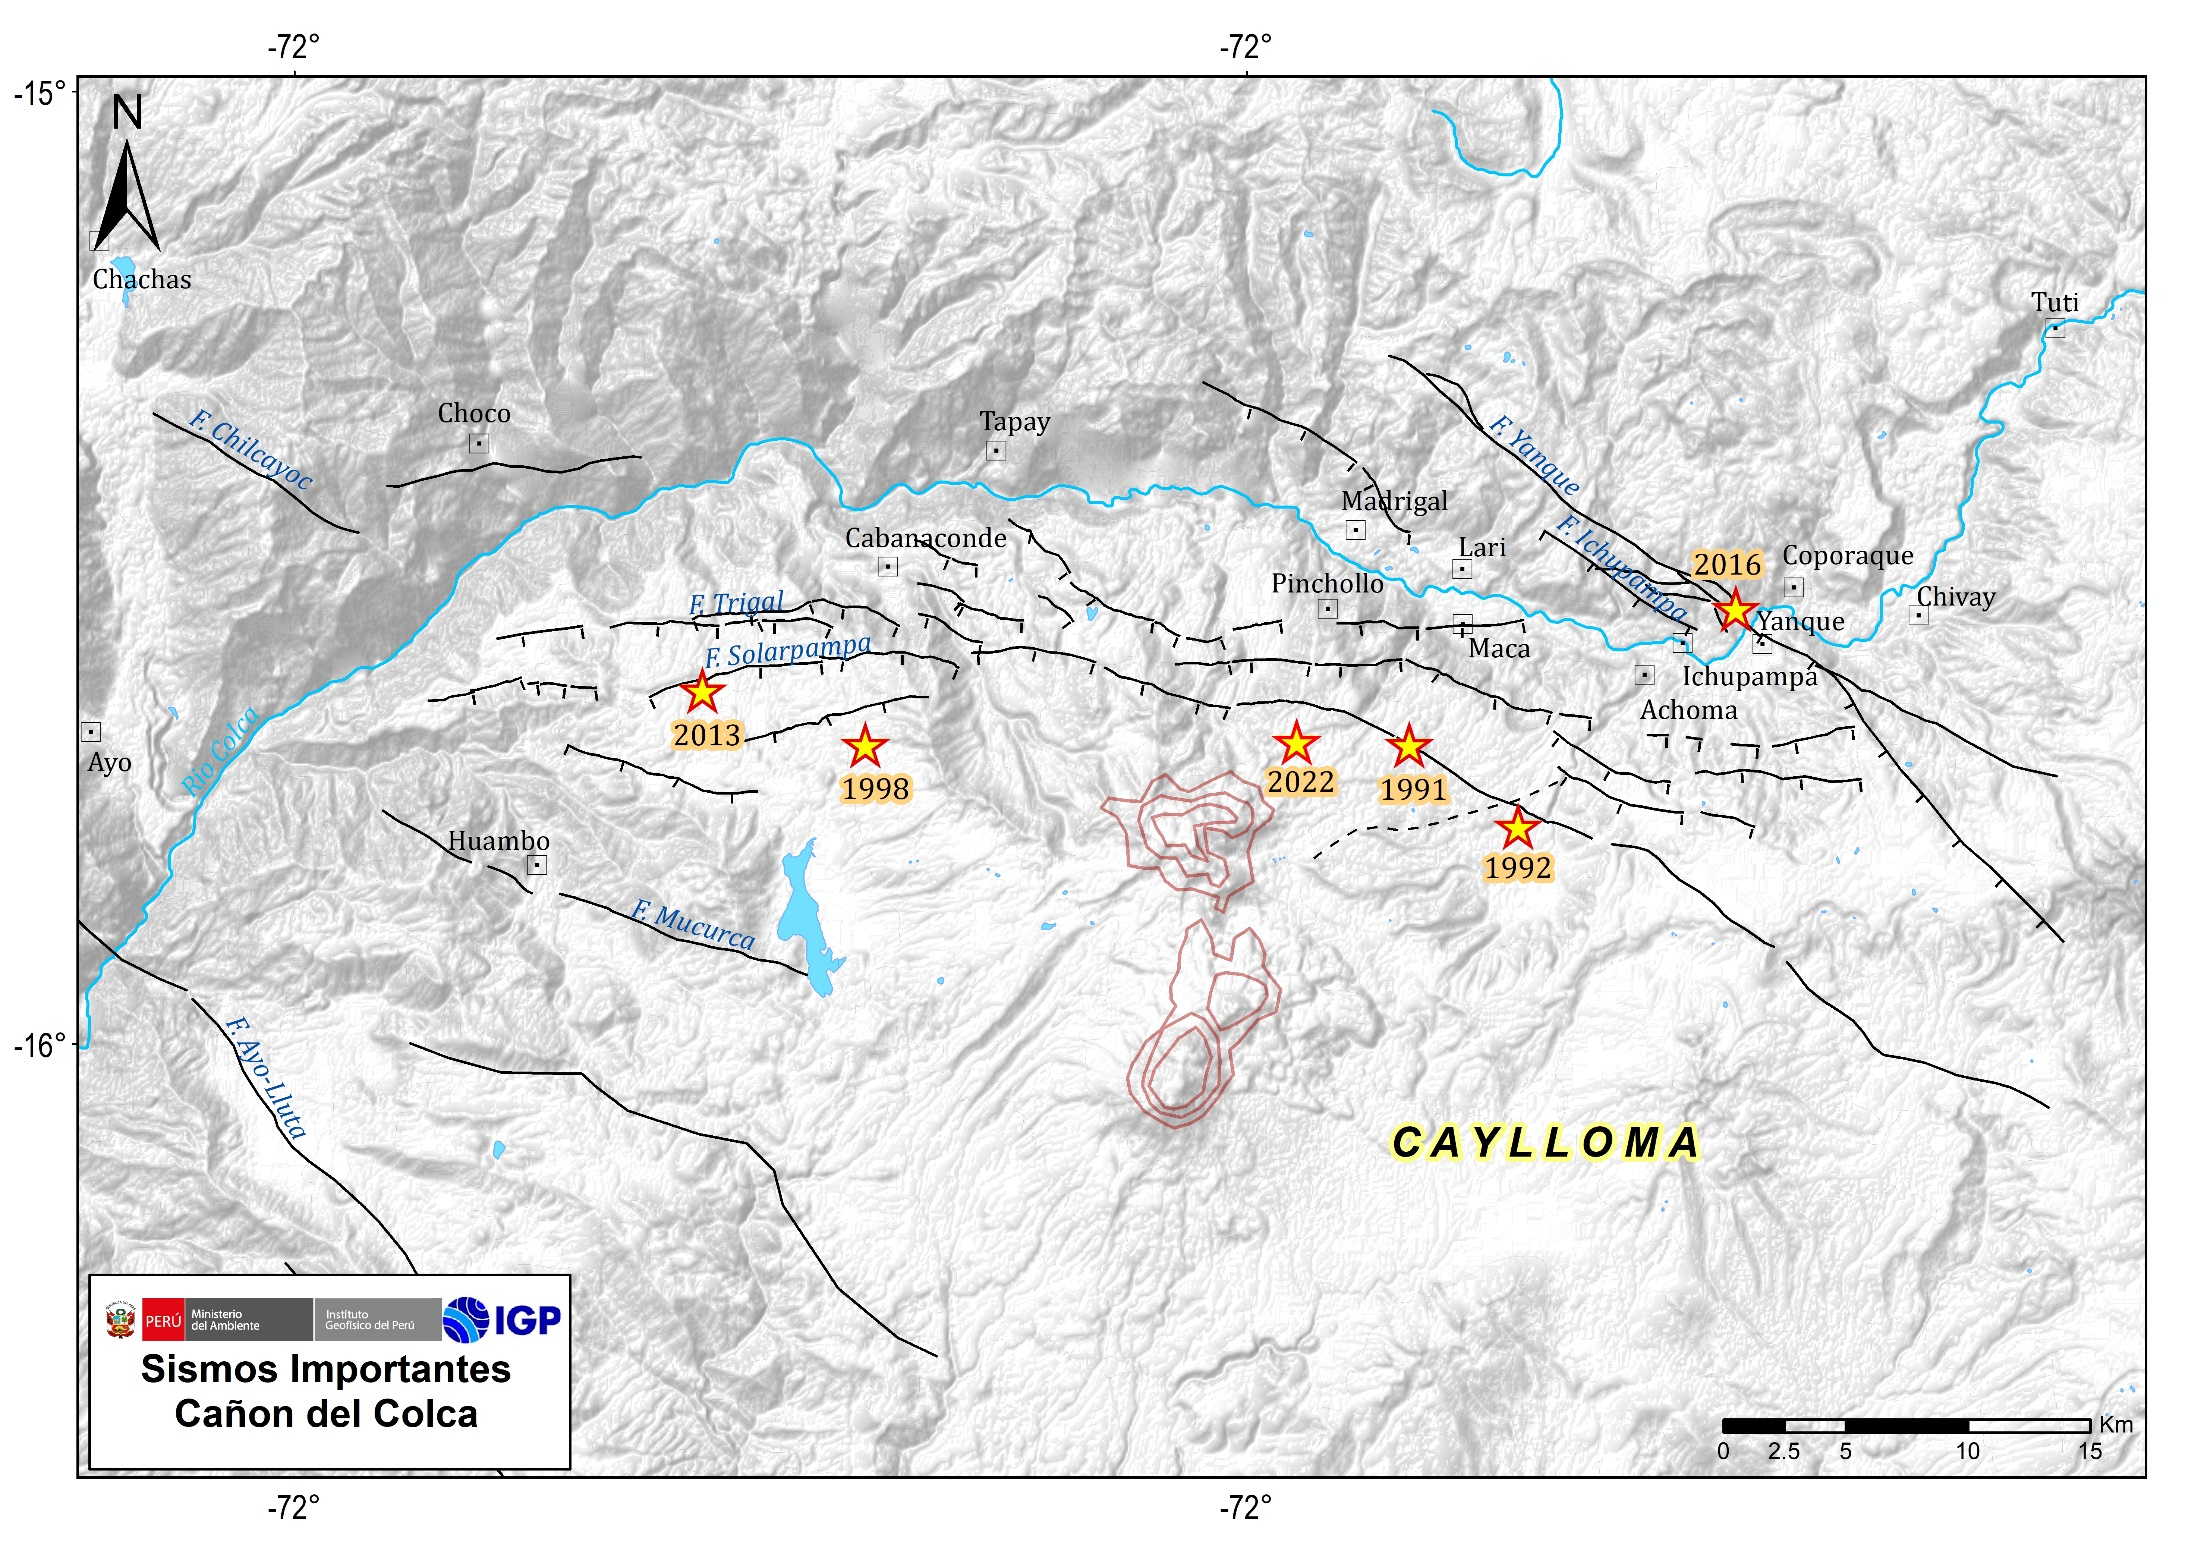 -72°
-72°
-15°
N
Chachas
Tuti
Choco
Tapay
F. Chilcayoc
F. Yanque
Madrigal
Cabanaconde
Lari
F. Ichupampa
2016
Coporaque
Pinchollo
Chivay
F. Trigal
Yanque
F. Solarpampa
Maca
Ichupampa
Achoma
2013
Rio Colca
Ayo
1998
2022
1991
Huambo
1992
F. Mucurca
-16°
F. Ayo-Lluta
CAYLLOMA
PERÚ
Ministerio
del Ambiente
Instituto
Geofísico del Perú
IGP
Sismos Importantes
Cañon del Colca
Km
0 2.5 5 10 15
-72°
-72°